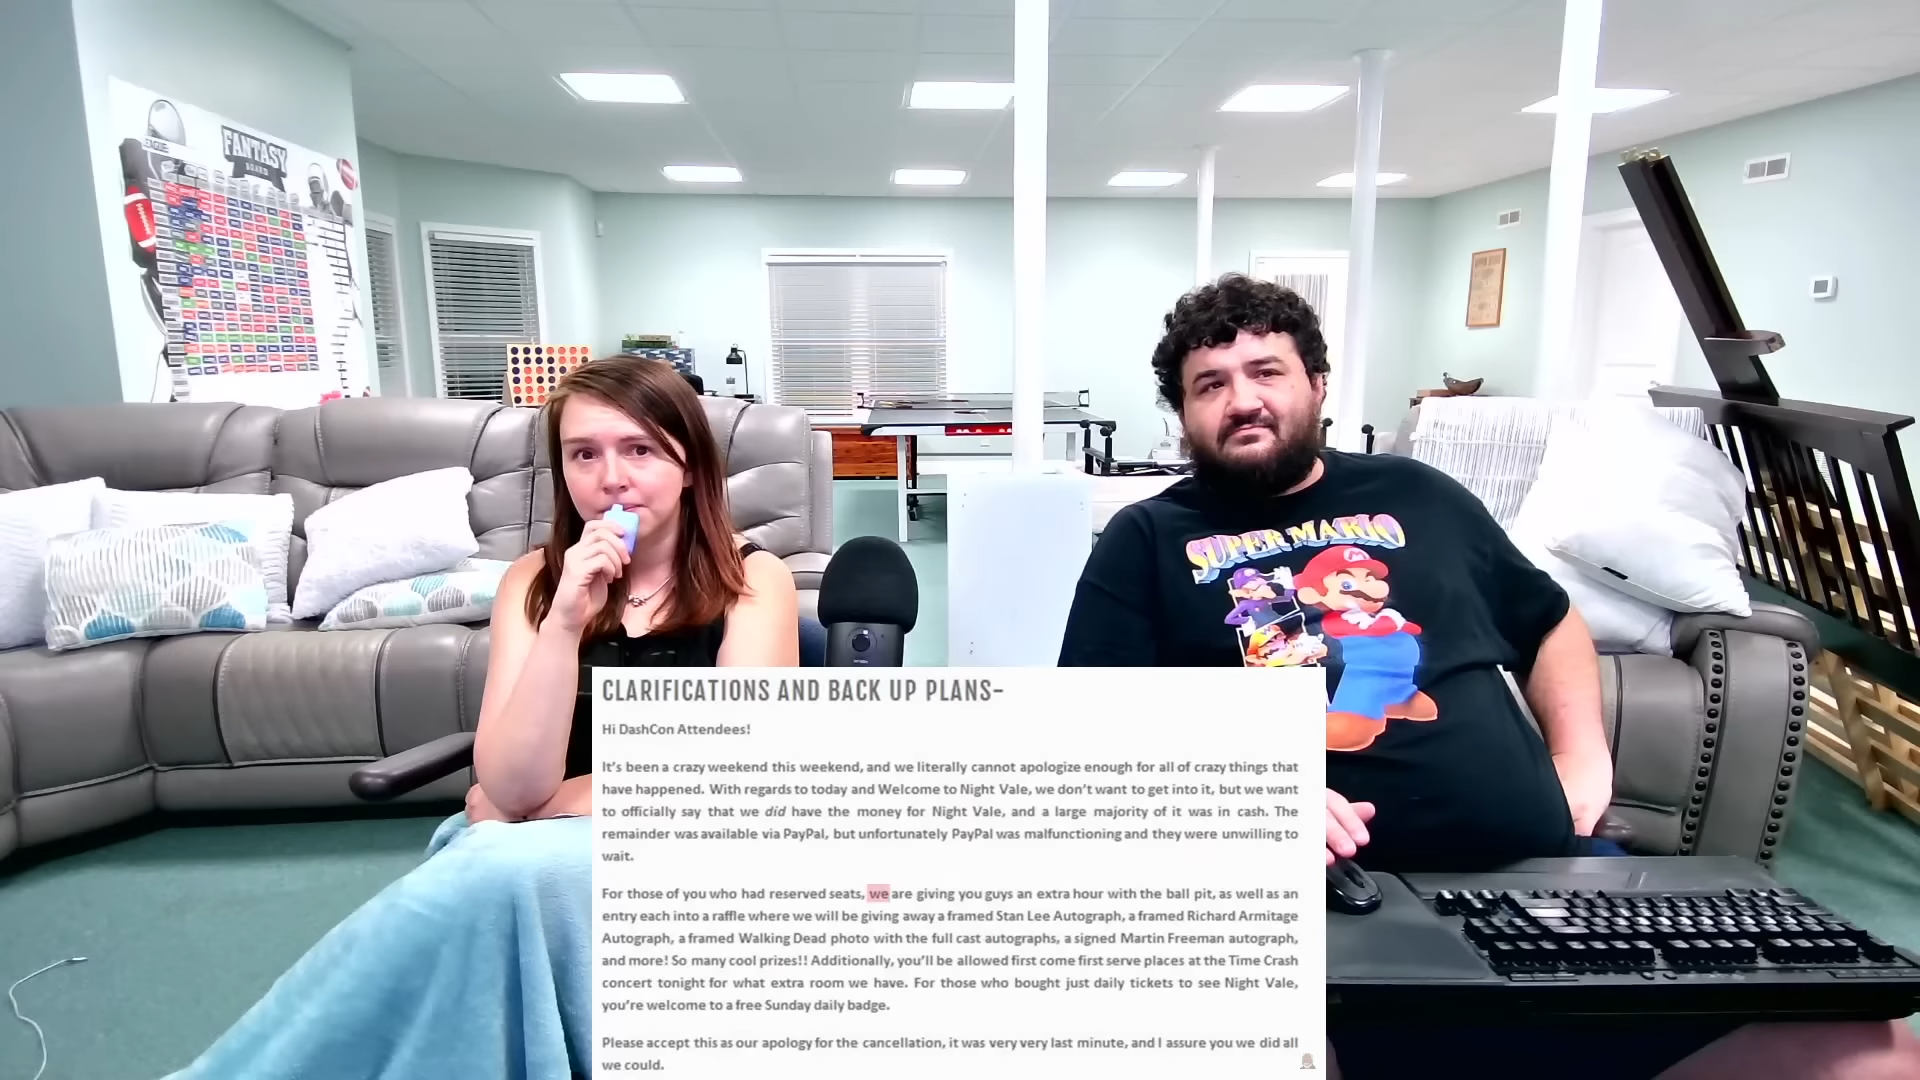 FANTASY
BOARD
LEAGUE
SUPER MARIO
M
CLARIFICATIONS AND BACK UP PLANS-
Hi DashCon Attendees!
It's been a crazy weekend this weekend, and we literally cannot apologize enough for all of crazy things that
have happened. With regards to today and Welcome to Night Vale, we don't want to get into it, but we want
to officially say that we did have the money for Night Vale, and a large majority of it was in cash. The
remainder was available via PayPal, but unfortunately PayPal was malfunctioning and they were unwilling to
wait.
For those of you who had reserved seats, we are giving you guys an extra hour with the ball pit, as well as an
entry each into a raffle where we will be giving away a framed Stan Lee Autograph, a framed Richard Armitage
Autograph, a framed Walking Dead photo with the full cast autographs, a signed Martin Freeman autograph,
and more! So many cool prizes!! Additionally, you'll be allowed first come first serve places at the Time Crash
concert tonight for what extra room we have. For those who bought just daily tickets to see Night Vale,
you're welcome to a free Sunday daily badge.
Please accept this as our apology for the cancellation, it was very very last minute, and I assure you we did all
we could.